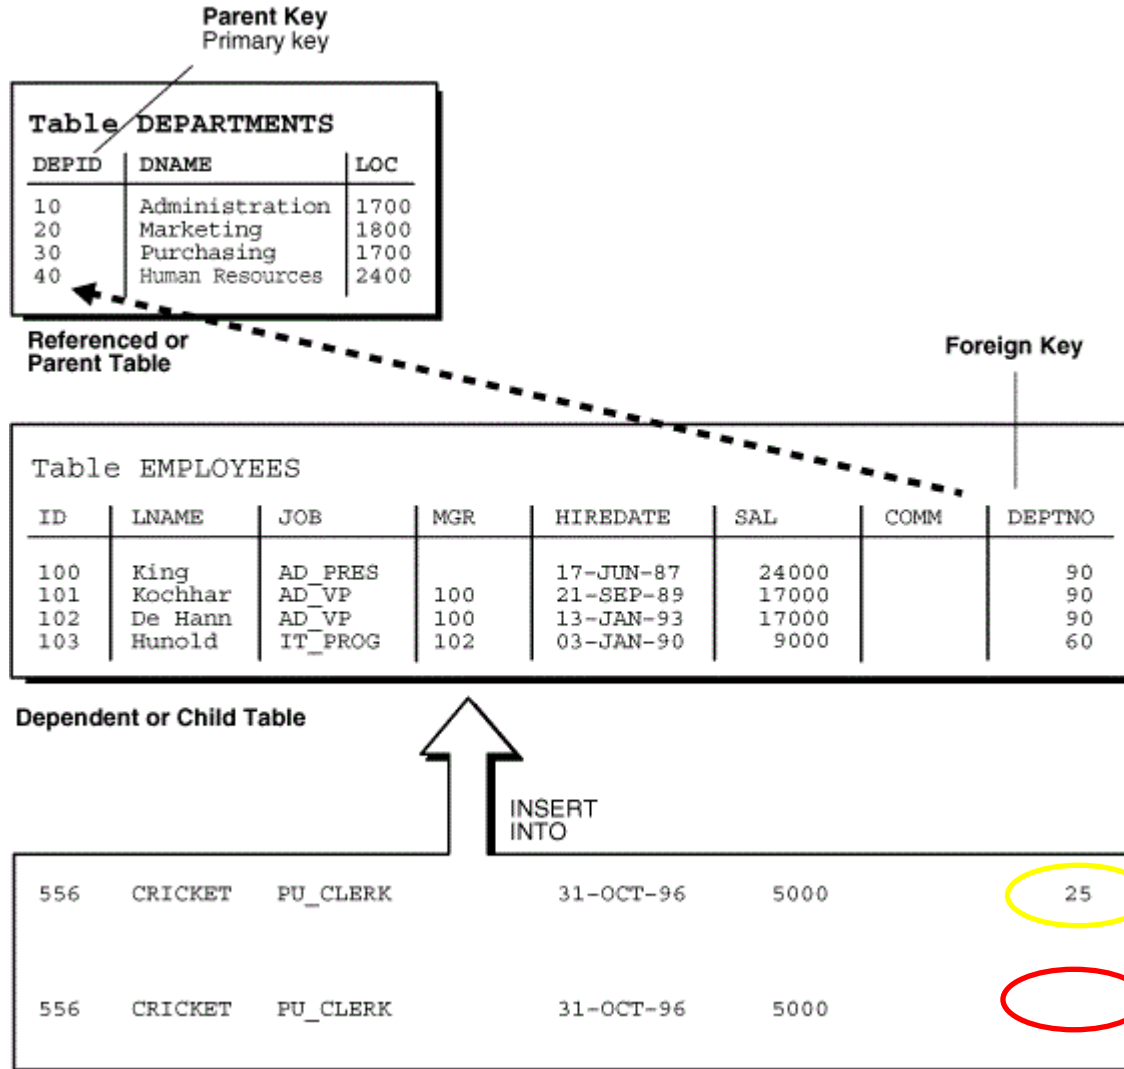 Parent Key
Primary key
Table DEPARTMENTS
DEPID DNAME LOC
10 Administration 1700
20 Marketing 1800
30 Purchasing 1700
40 Human Resources 2400
Referenced or
Parent Table
Foreign Key
Table EMPLOYEES
ID LNAME JOB MGR HIREDATE SAL COMM DEPTNO
100 King AD_PRES 17-JUN-87 24000 90
101 Kochhar AD_VP 100 21-SEP-89 17000 90
102 De Hann AD_VP 100 13-JAN-93 17000 90
103 Hunold IT_PROG 102 03-JAN-90 9000 60
Dependent or Child Table
INSERT
INTO
556 CRICKET PU_CLERK 31-OCT-96 5000 25
556 CRICKET PU_CLERK 31-OCT-96 5000